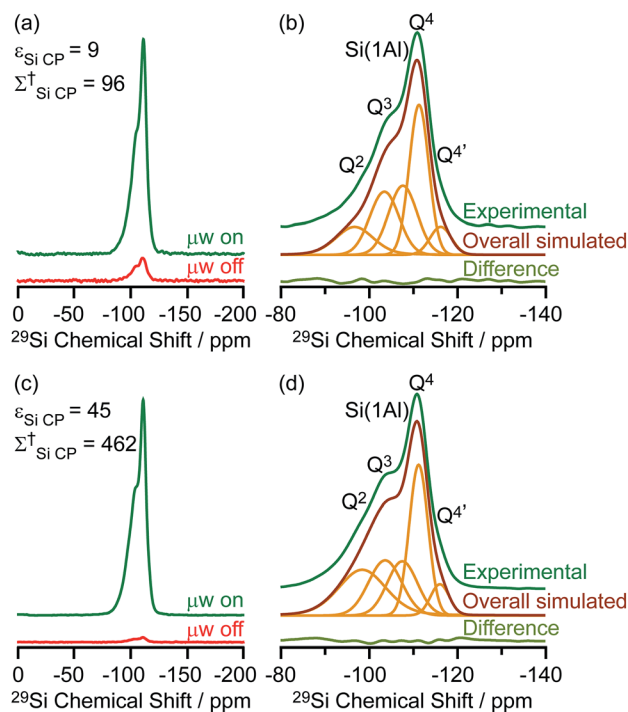 (a)
ε Si CP = 9
Σ† Si CP = 96
μw on
μw off
0 -50 -100 -150 -200
29Si Chemical Shift / ppm
(b)
Q4
Si(1Al)
Q3
Q2
Q4'
Experimental
Overall simulated
Difference
-80 -100 -120 -140
29Si Chemical Shift / ppm
(c)
ε Si CP = 45
Σ† Si CP = 462
μw on
μw off
0 -50 -100 -150 -200
29Si Chemical Shift / ppm
(d)
Q4
Si(1Al)
Q3
Q2
Q4'
Experimental
Overall simulated
Difference
-80 -100 -120 -140
29Si Chemical Shift / ppm